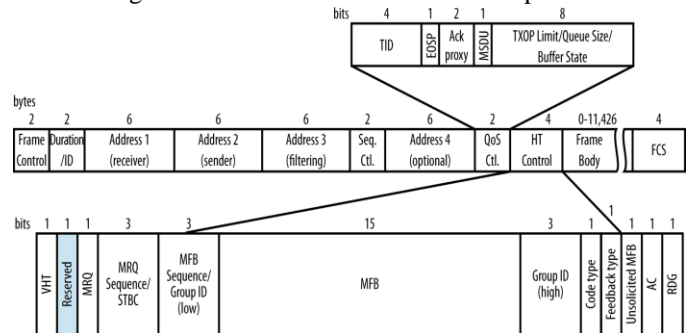 bits 4 1 2 1 8
TID EOSP Ack proxy MSDU TXOP Limit/Queue Size/ Buffer State
bytes
2 2 6 6 6 2 6 2 4 0-11,426 4
Frame Control
Duration /ID
Address 1 (receiver)
Address 2 (sender)
Address 3 (filtering)
Seq. Ctl.
Address 4 (optional)
QoS Ctl.
HT Control
Frame Body
FCS
bits 1 1 1 3 3 15 3 1 1 1 1 1
VHT
Reserved
MRQ
MRQ Sequence/ STBC
MFB Sequence/ Group ID (low)
MFB
Group ID (high)
Code type
Feedback type
Unsolicited MFB
AC
RDG